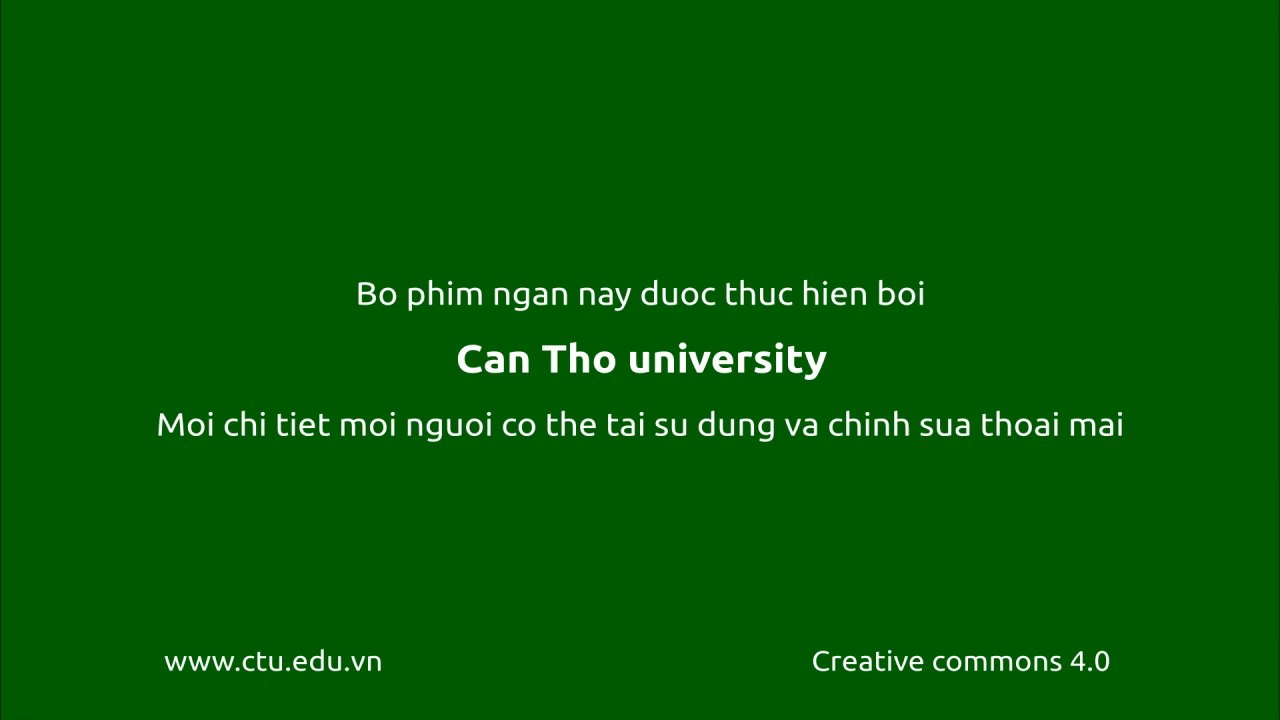 Bo phim ngan nay duoc thuc hien boi
Can Tho university
Moi chi tiet moi nguoi co the tai su dung va chinh sua thoai mai
www.ctu.edu.vn
Creative commons 4.0